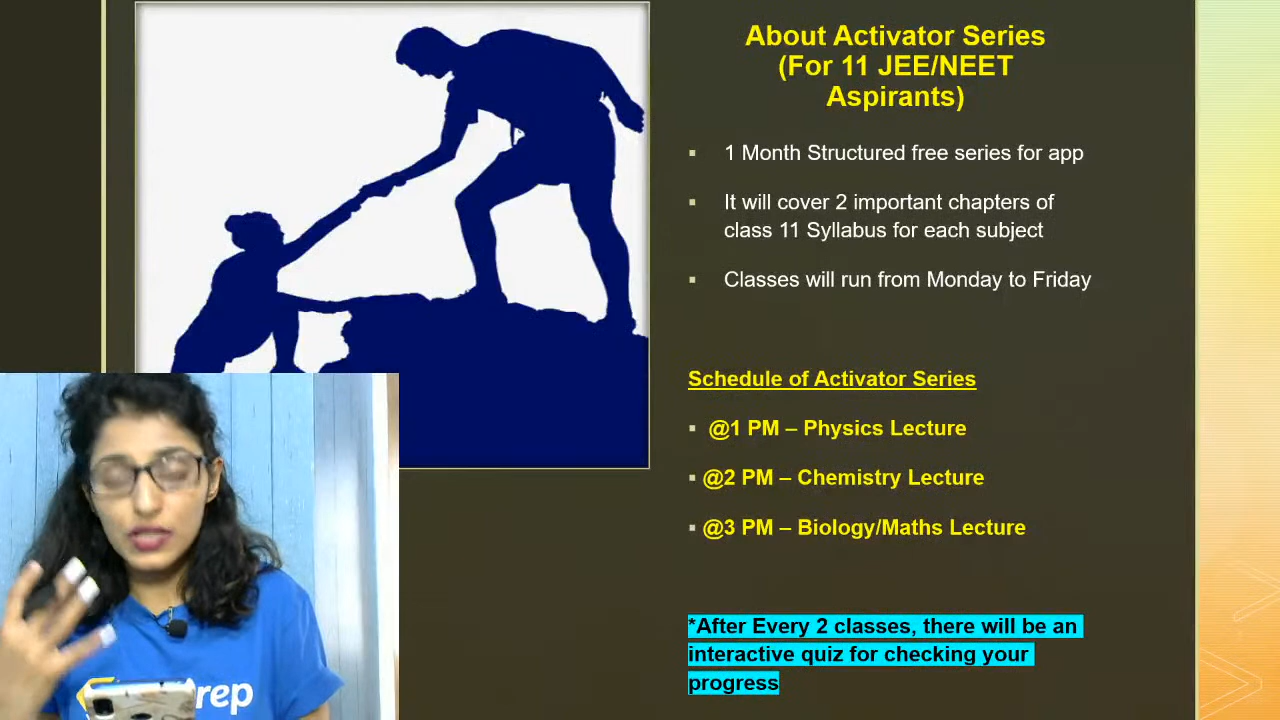 About Activator Series
(For 11 JEE/NEET
Aspirants)
▪ 1 Month Structured free series for app
▪ It will cover 2 important chapters of
class 11 Syllabus for each subject
▪ Classes will run from Monday to Friday
Schedule of Activator Series
▪ @1 PM – Physics Lecture
▪ @2 PM – Chemistry Lecture
▪ @3 PM – Biology/Maths Lecture
*After Every 2 classes, there will be an
interactive quiz for checking your
progress